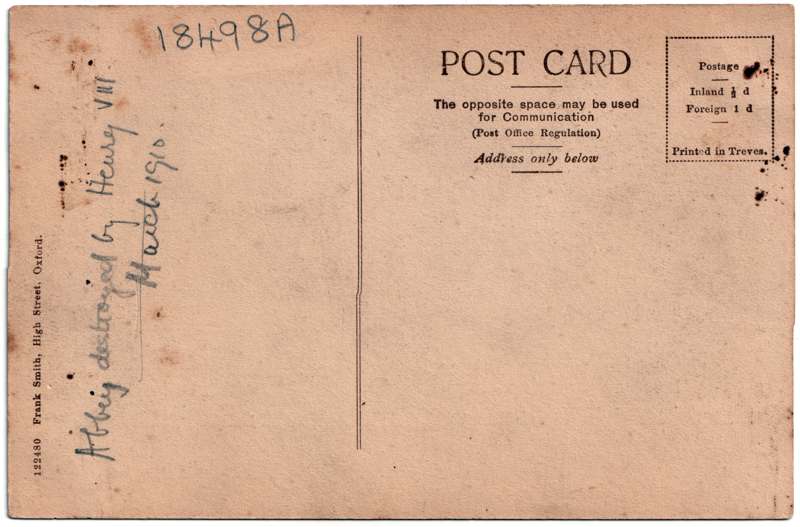 18498A
Abbey destroyed by Henry VIII
March 1910.
122480 Frank Smith, High Street, Oxford.
POST CARD
The opposite space may be used
for Communication
(Post Office Regulation)
Address only below
Postage
Inland ½ d
Foreign 1 d
Printed in Treves.